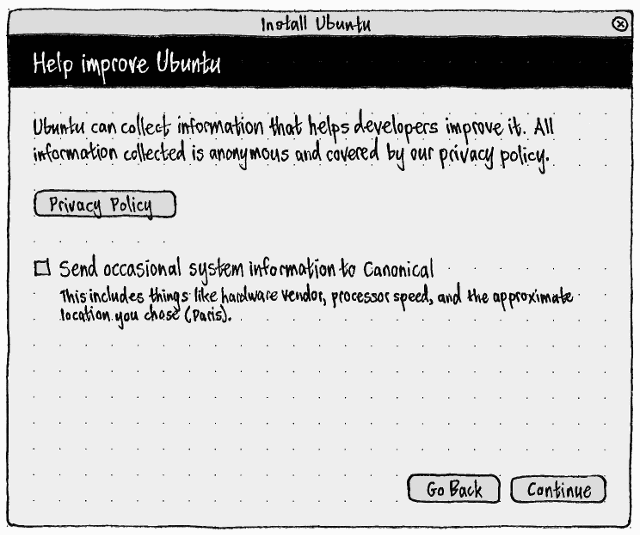 Install Ubuntu
Help improve Ubuntu
Ubuntu can collect information that helps developers improve it. All
information collected is anonymous and covered by our privacy policy.
Privacy Policy
Send occasional system information to Canonical
This includes things like hardware vendor, processor speed, and the approximate
location you chose (Paris).
Go Back
Continue